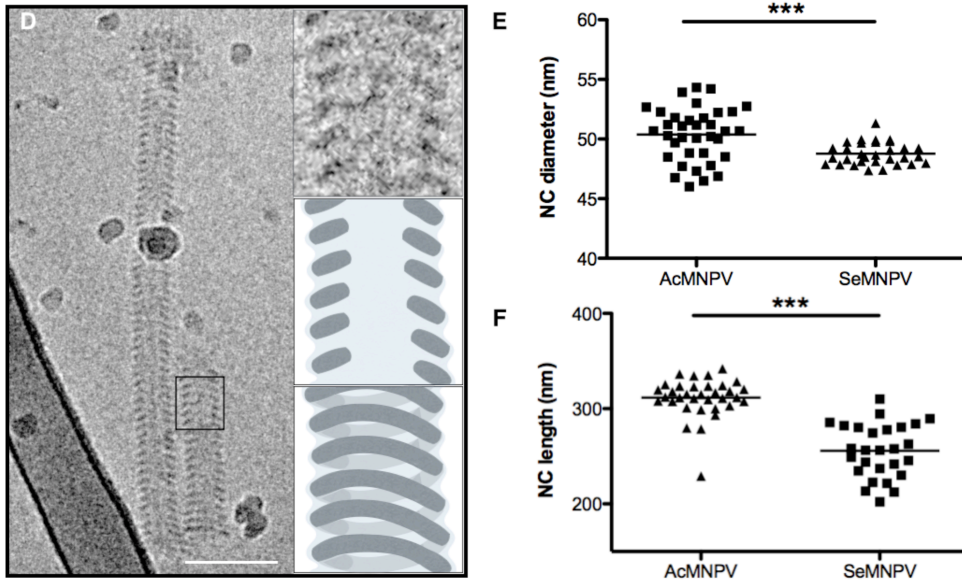 D
E
NC diameter (nm)
60
55
50
45
40
***
AcMNPV
SeMNPV
F
NC length (nm)
400
300
200
***
AcMNPV
SeMNPV